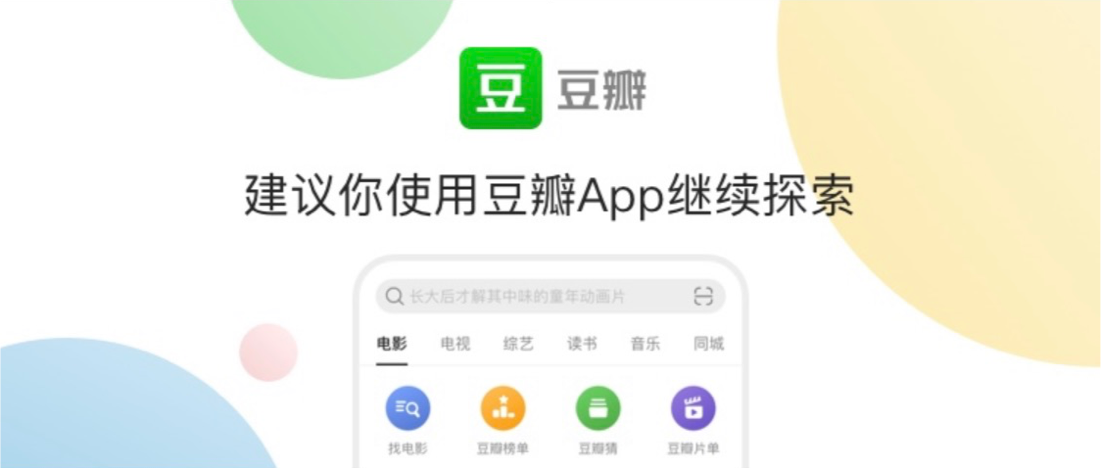 豆 豆瓣
建议你使用豆瓣App继续探索
长大后才解其中味的童年动画片
电影 电视 综艺 读书 音乐 同城
找电影 豆瓣榜单 豆瓣猜 豆瓣片单